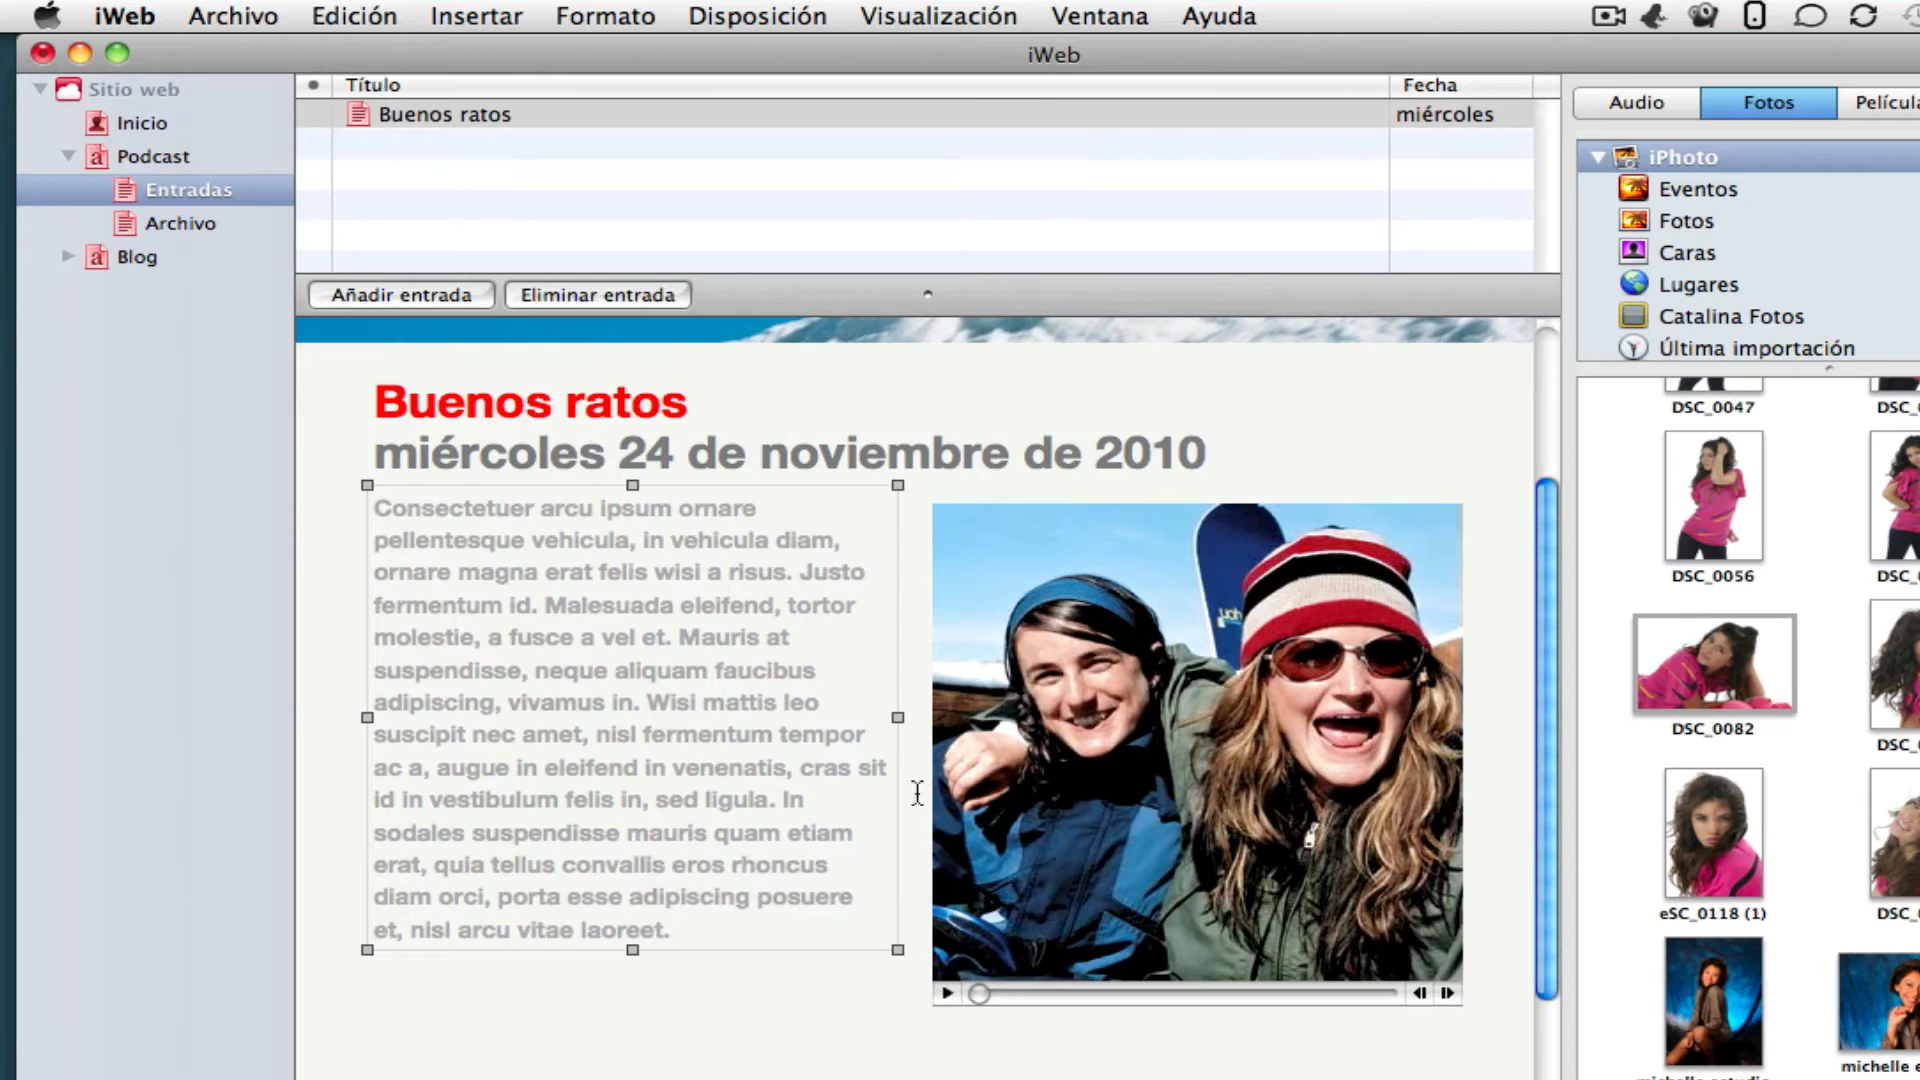 iWeb Archivo Edición Insertar Formato Disposición Visualización Ventana Ayuda
iWeb
Sitio web
Inicio
Podcast
Entradas
Archivo
Blog
Título Fecha
Buenos ratos miércoles
Añadir entrada Eliminar entrada
Buenos ratos
miércoles 24 de noviembre de 2010
Consectetuer arcu ipsum ornare
pellentesque vehicula, in vehicula diam,
ornare magna erat felis wisi a risus. Justo
fermentum id. Malesuada eleifend, tortor
molestie, a fusce a vel et. Mauris at
suspendisse, neque aliquam faucibus
adipiscing, vivamus in. Wisi mattis leo
suscipit nec amet, nisl fermentum tempor
ac a, augue in eleifend in venenatis, cras sit
id in vestibulum felis in, sed ligula. In
sodales suspendisse mauris quam etiam
erat, quia tellus convallis eros rhoncus
diam orci, porta esse adipiscing posuere
et, nisl arcu vitae laoreet.
Audio Fotos Película
iPhoto
Eventos
Fotos
Caras
Lugares
Catalina Fotos
Última importación
DSC_0047 DSC_
DSC_0056 DSC_
DSC_0082 DSC_
eSC_0118 (1) DSC_
michelle e